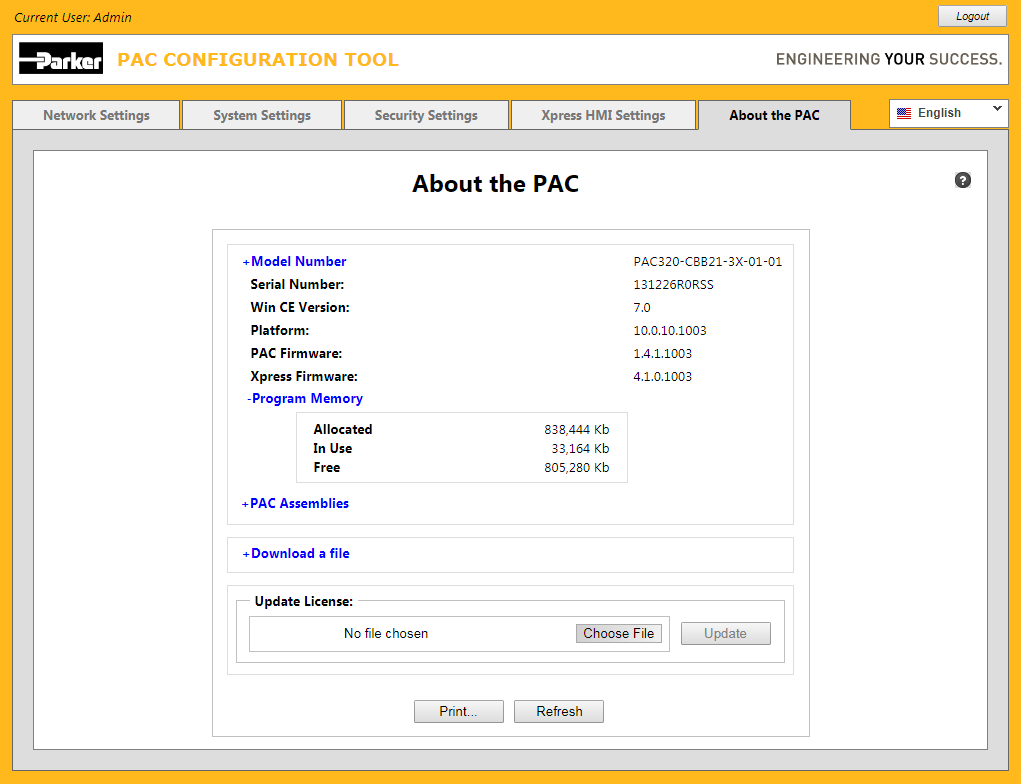 Current User: Admin
Logout
Parker
PAC CONFIGURATION TOOL
ENGINEERING YOUR SUCCESS.
Network Settings
System Settings
Security Settings
Xpress HMI Settings
About the PAC
English
About the PAC
?
+Model Number PAC320-CBB21-3X-01-01
Serial Number: 131226R0RSS
Win CE Version: 7.0
Platform: 10.0.10.1003
PAC Firmware: 1.4.1.1003
Xpress Firmware: 4.1.0.1003
-Program Memory
Allocated 838,444 Kb
In Use 33,164 Kb
Free 805,280 Kb
+PAC Assemblies
+Download a file
Update License:
No file chosen Choose File Update
Print... Refresh